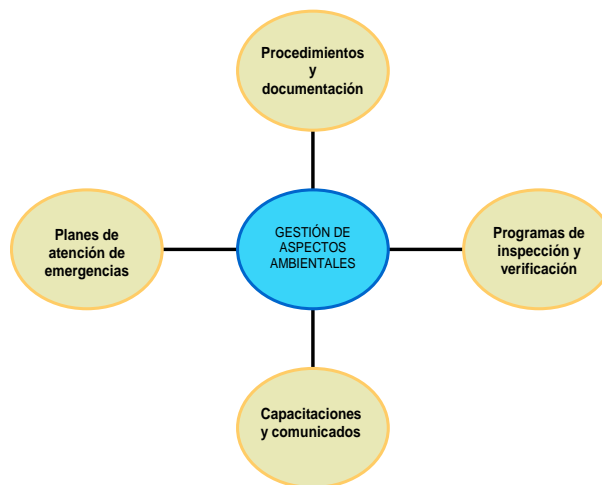 Procedimientos
y
documentación
Planes de
atención de
emergencias
GESTIÓN DE
ASPECTOS
AMBIENTALES
Programas de
inspección y
verificación
Capacitaciones
y comunicados